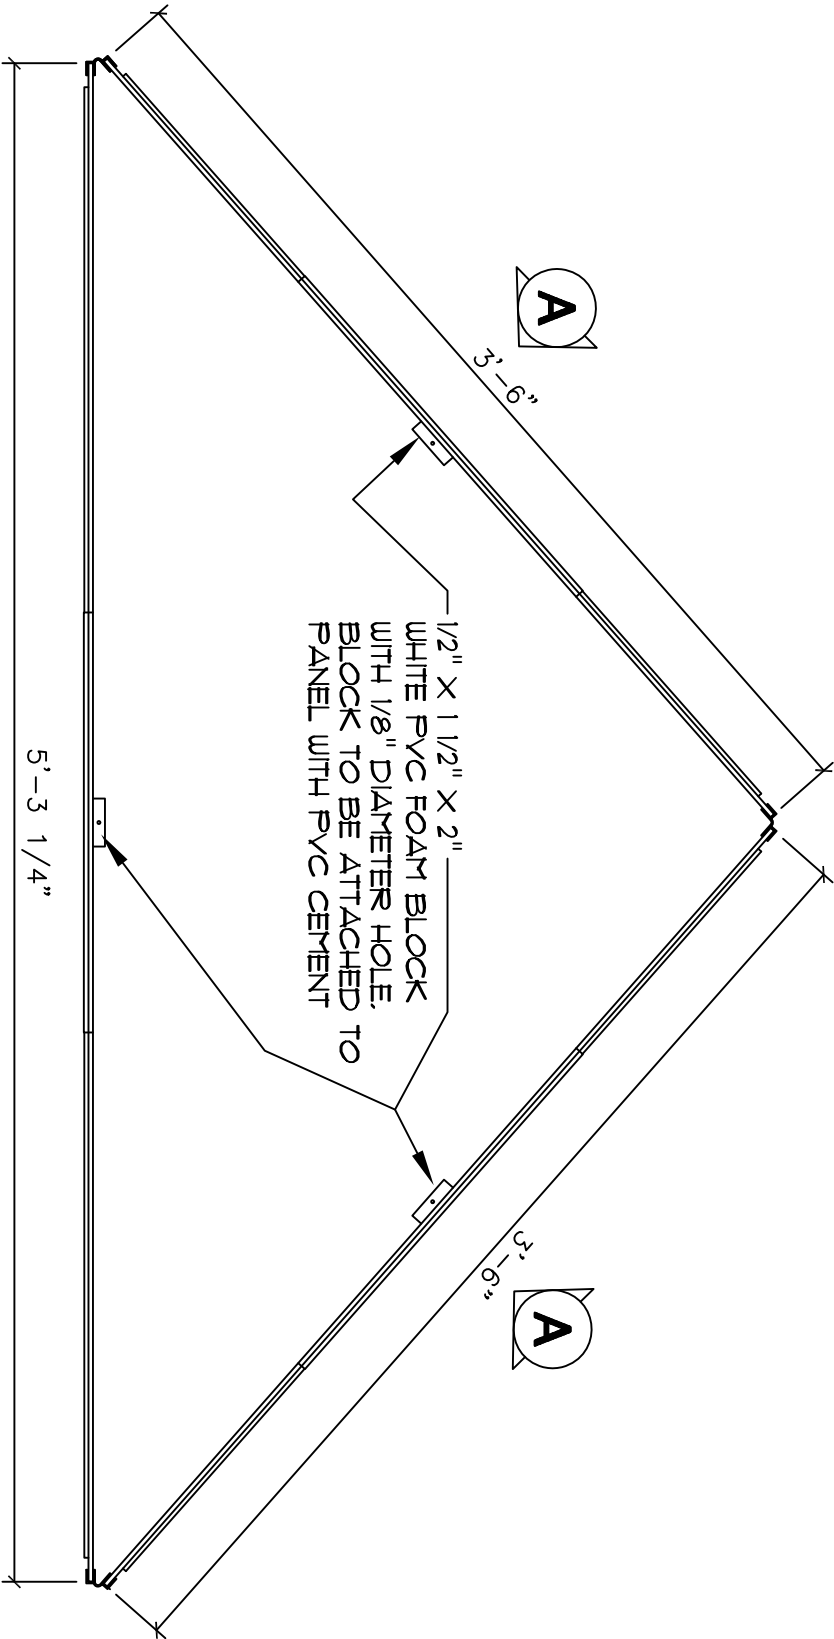 A
3'-6"
1/2" X 1 1/2" X 2"
WHITE PVC FOAM BLOCK
WITH 1/8" DIAMETER HOLE.
BLOCK TO BE ATTACHED TO
PANEL WITH PVC CEMENT
3'-6"
A
5'-3 1/4"